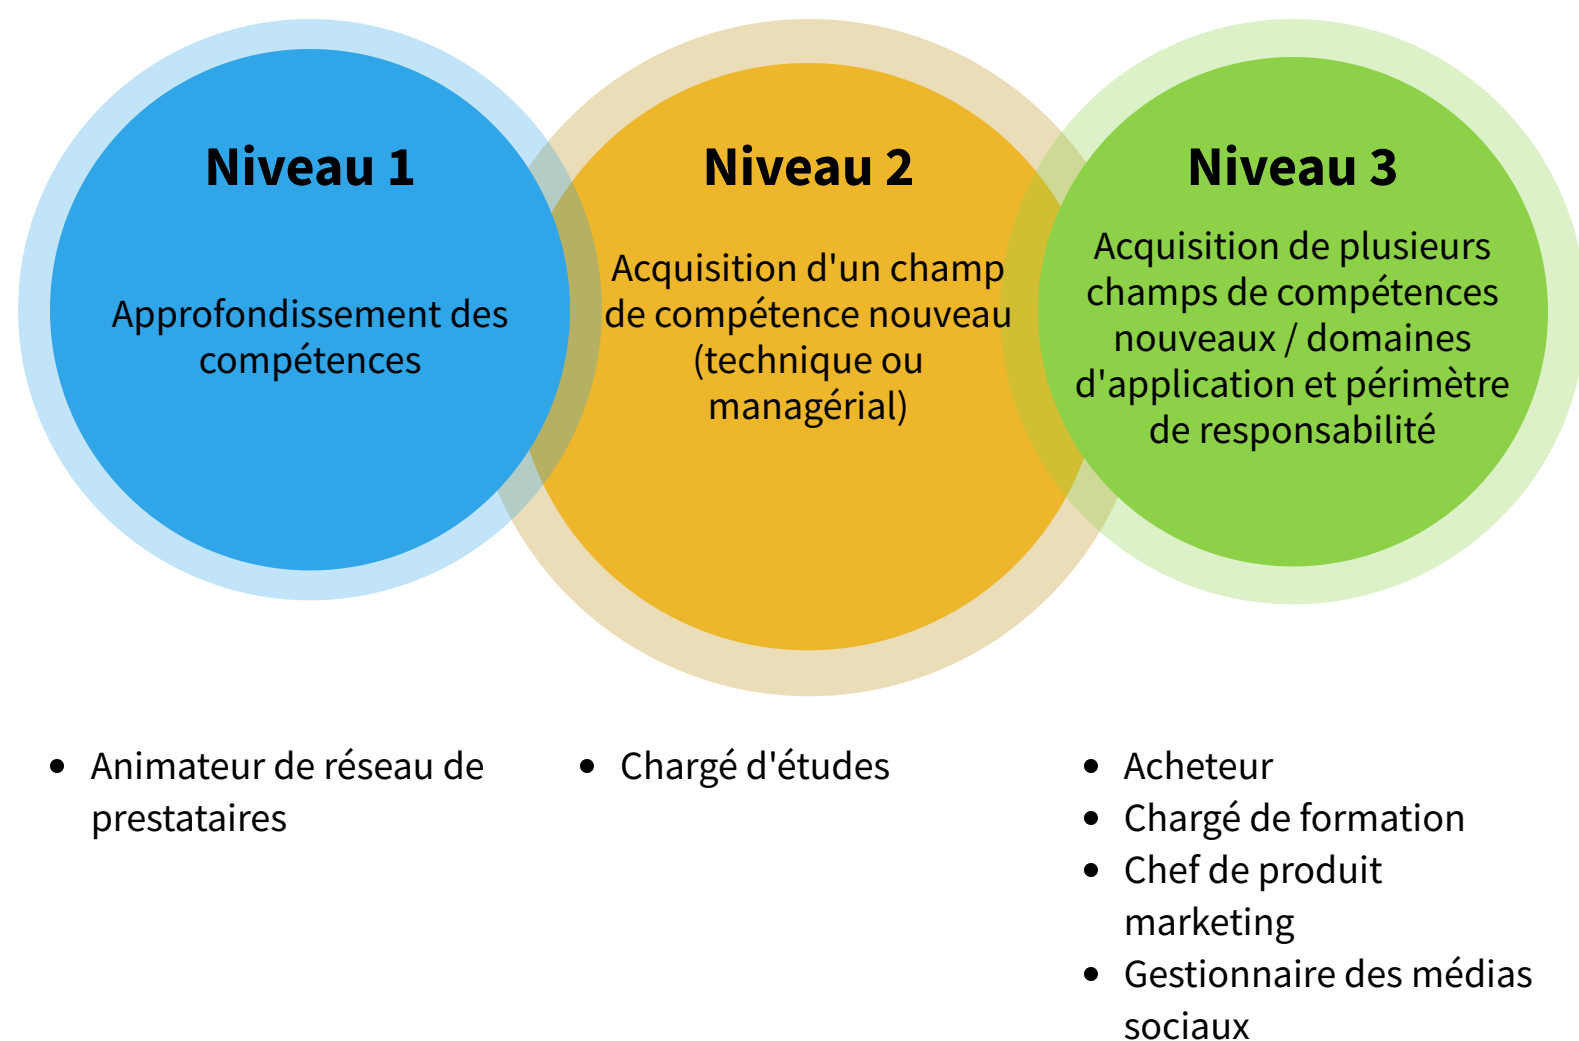 Niveau 1
Approfondissement des
compétences
Niveau 2
Acquisition d'un champ
de compétence nouveau
(technique ou
managérial)
Niveau 3
Acquisition de plusieurs
champs de compétences
nouveaux / domaines
d'application et périmètre
de responsabilité
• Animateur de réseau de
prestataires
• Chargé d'études
• Acheteur
• Chargé de formation
• Chef de produit
marketing
• Gestionnaire des médias
sociaux